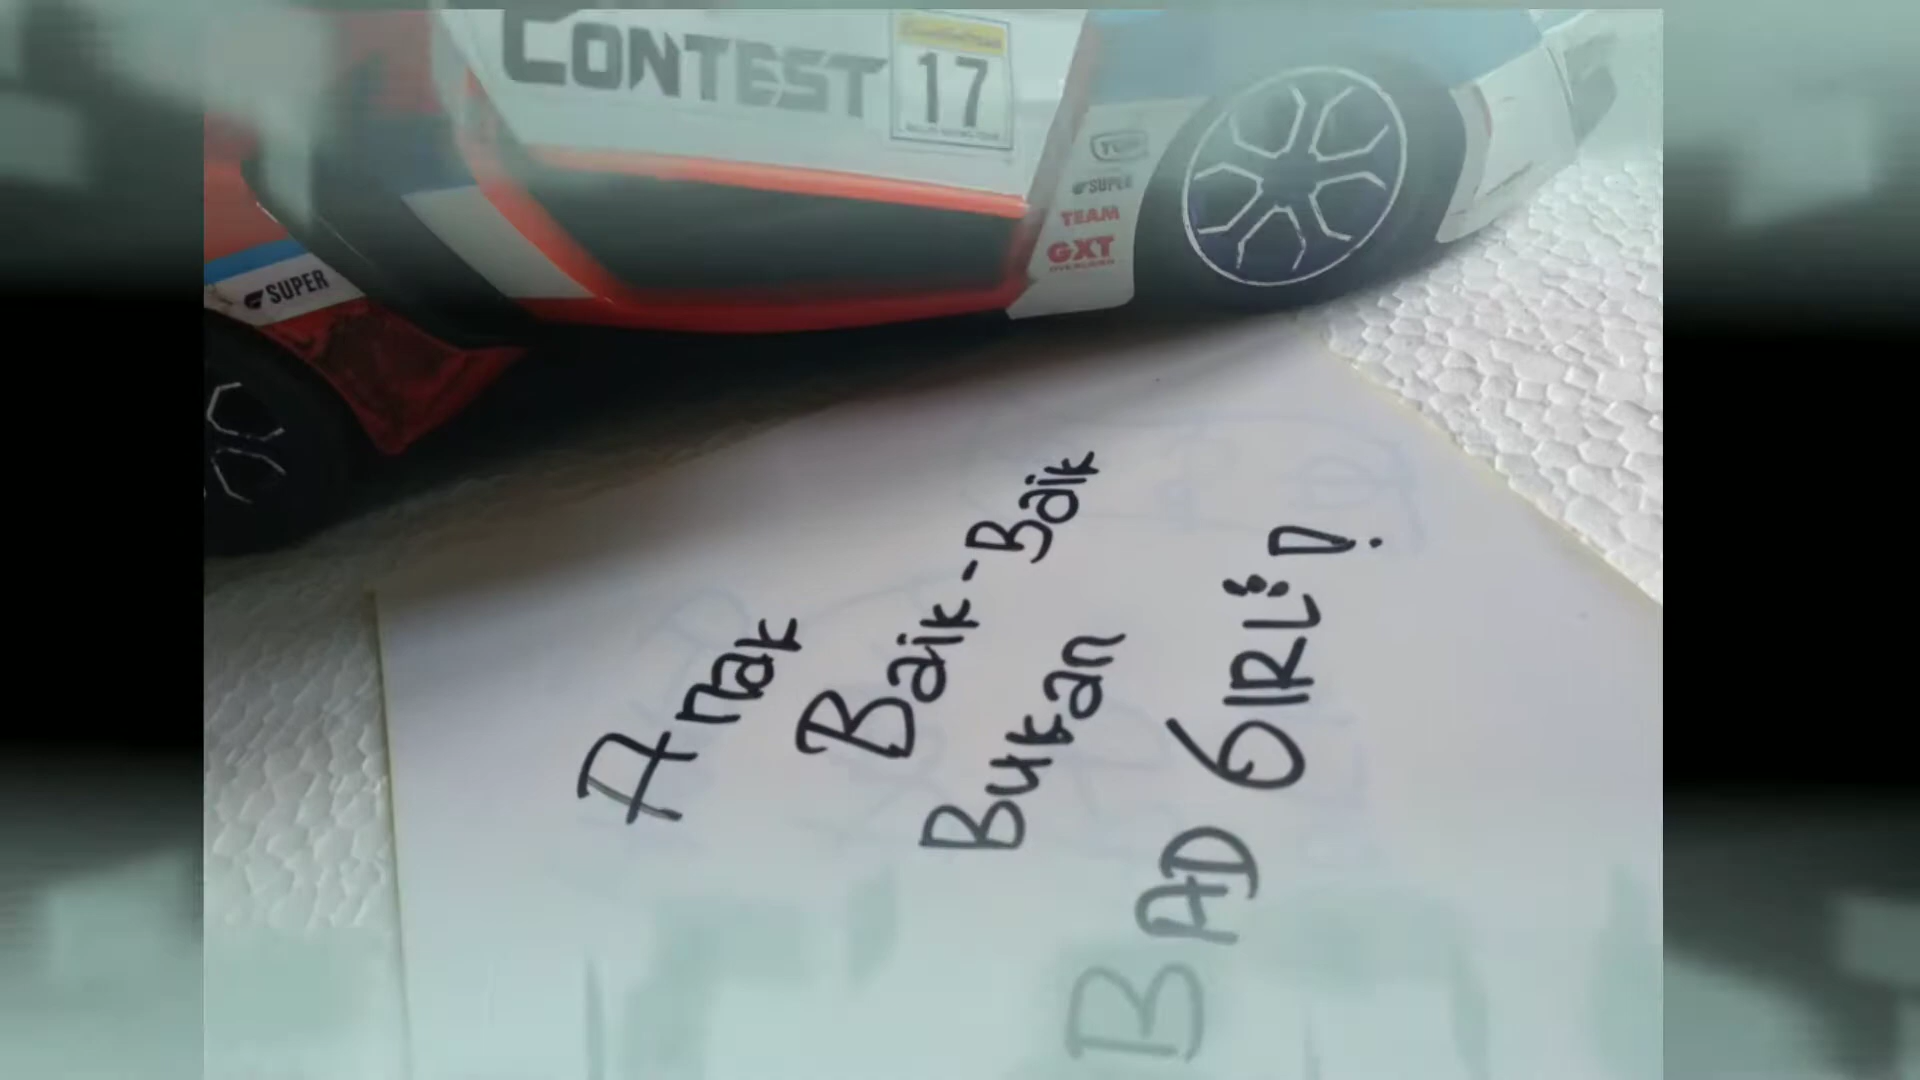 CONTEST
17
SUPER
TEAM
GXT
SUPER
Anak
Baik-Baik
Bukan
BAD GIRL!